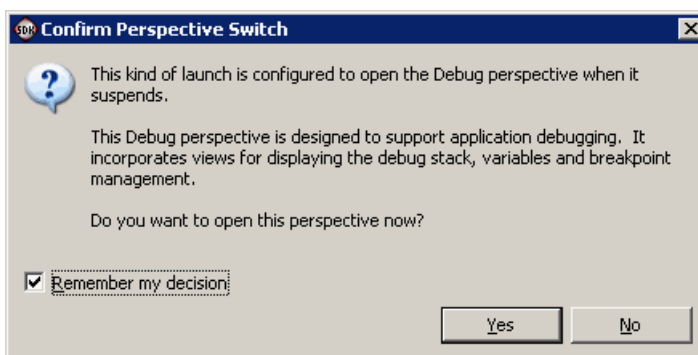 SDK Confirm Perspective Switch
This kind of launch is configured to open the Debug perspective when it
suspends.
This Debug perspective is designed to support application debugging.  It
incorporates views for displaying the debug stack, variables and breakpoint
management.
Do you want to open this perspective now?
Remember my decision
Yes No